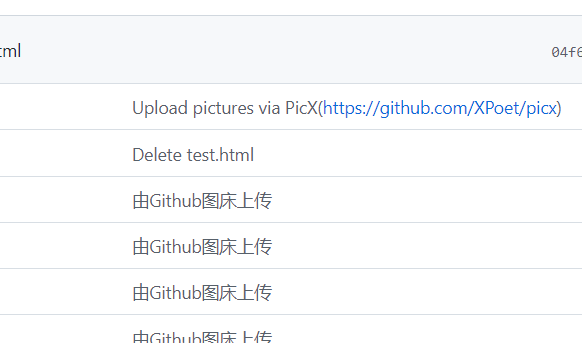 tml
04f6
Upload pictures via PicX(https://github.com/XPoet/picx)
Delete test.html
由Github图床上传
由Github图床上传
由Github图床上传
由Github图床上传